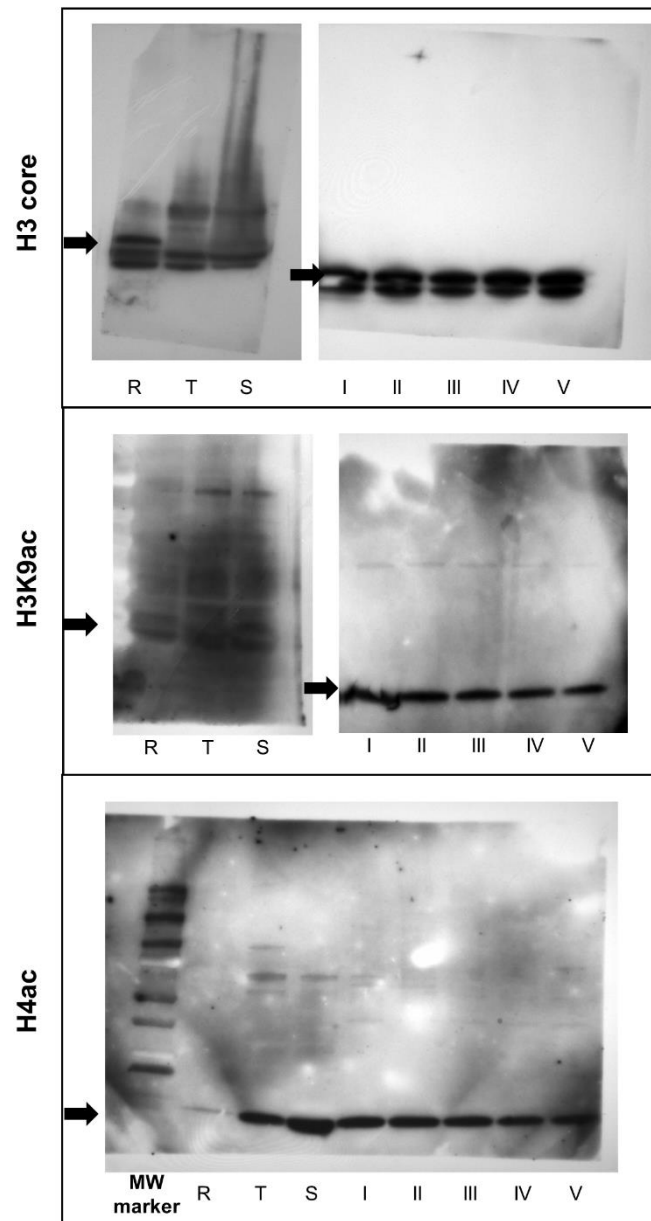 H3 core
R T S I II III IV V
H3K9ac
R T S I II III IV V
H4ac
MW
marker R T S I II III IV V